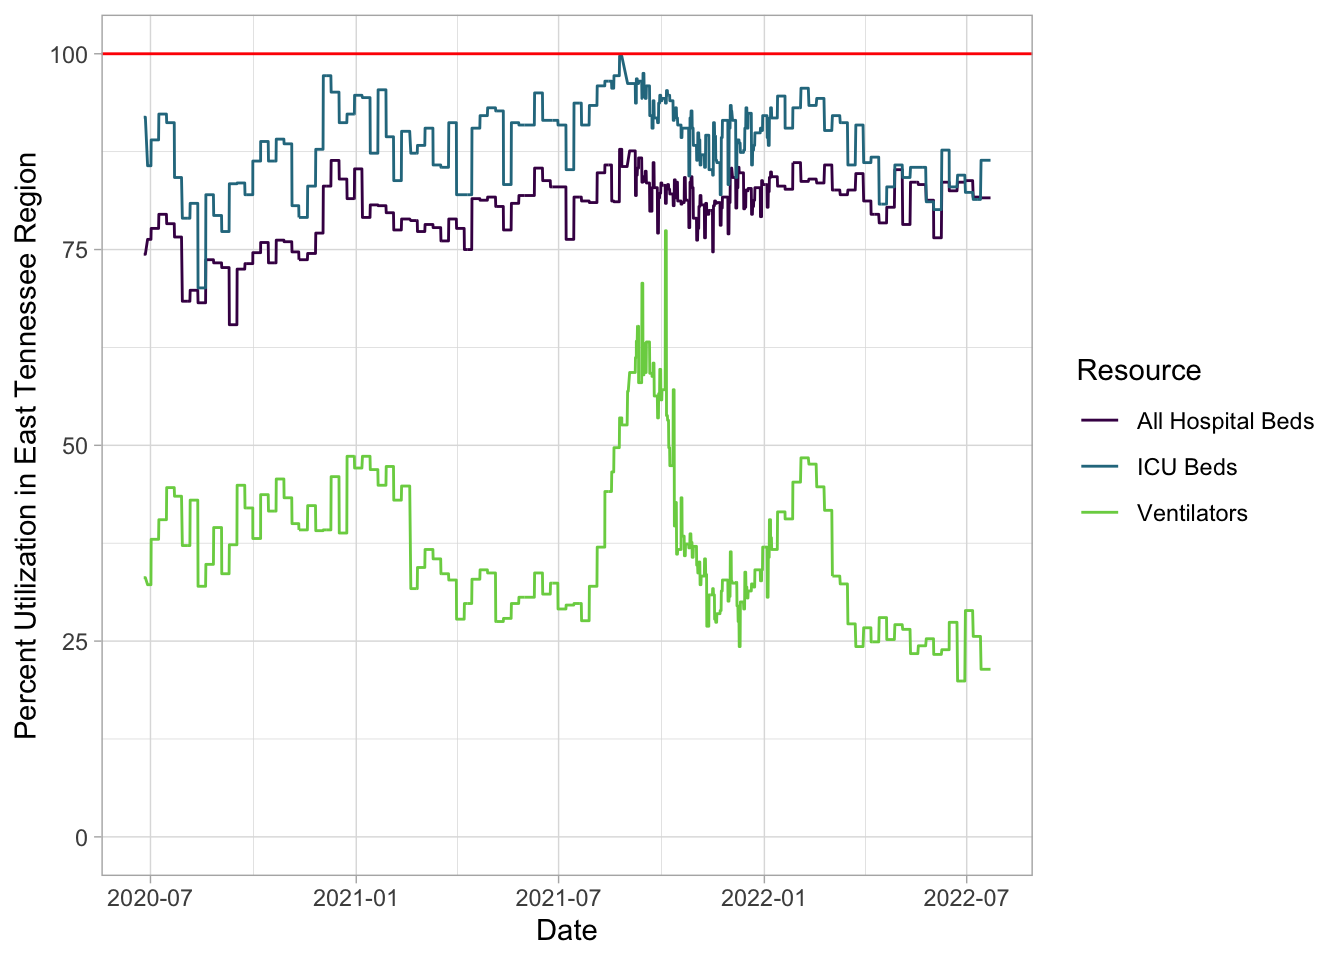 Percent Utilization in East Tennessee Region
100
75
50
25
0
2020-07
2021-01
2021-07
2022-01
2022-07
Date
Resource
All Hospital Beds
ICU Beds
Ventilators